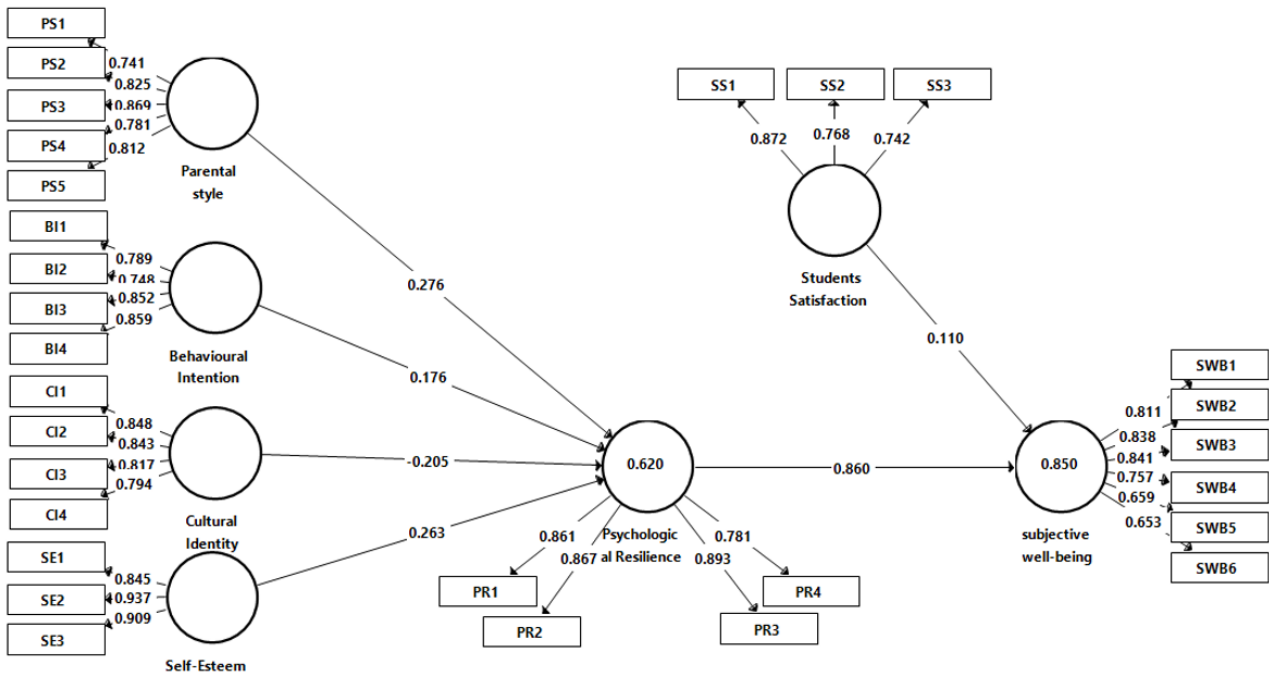 PS1
PS2
PS3
PS4
PS5
0.741
0.825
0.869
0.781
0.812
Parental
style
BI1
BI2
BI3
BI4
0.789
0.748
0.852
0.859
Behavioural
Intention
CI1
CI2
CI3
CI4
0.848
0.843
0.817
0.794
Cultural
Identity
SE1
SE2
SE3
0.845
0.937
0.909
Self-Esteem
0.276
0.176
-0.205
0.263
0.620
Psychologic
al Resilience
0.861
0.867
0.893
0.781
PR1
PR2
PR3
PR4
SS1
SS2
SS3
0.872
0.768
0.742
Students
Satisfaction
0.110
0.860
0.850
subjective
well-being
0.811
0.838
0.841
0.757
0.659
0.653
SWB1
SWB2
SWB3
SWB4
SWB5
SWB6